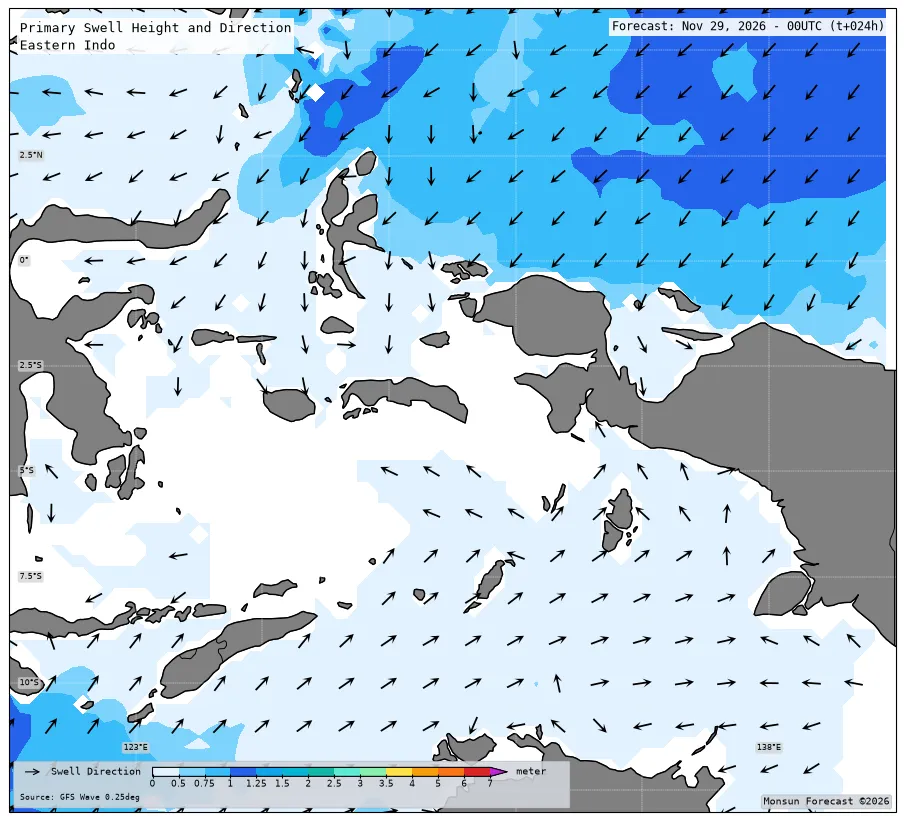 Primary Swell Height and Direction
Eastern Indo
Forecast: Nov 29, 2026 - 00UTC (t+024h)
2.5°N
0°
2.5°S
5°S
7.5°S
10°S
123°E
138°E
Swell Direction
meter
0 0.5 0.75 1 1.25 1.5 2 2.5 3 3.5 4 5 6 7
Source: GFS Wave 0.25deg
Monsun Forecast ©2026